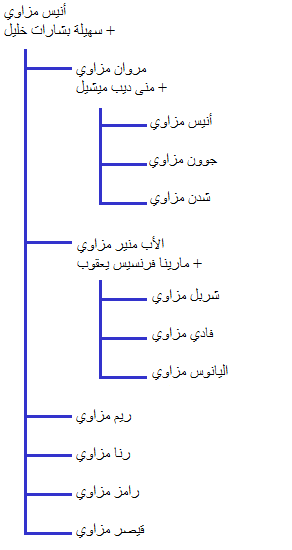 أنيس مزاوي
+ سهيلة بشارات خليل
مروان مزاوي
+ منى ديب ميشيل
أنيس مزاوي
جوون مزاوي
شدن مزاوي
الأب منير مزاوي
+ مارينا فرنسيس يعقوب
شربل مزاوي
فادي مزاوي
اليانوس مزاوي
ريم مزاوي
رنا مزاوي
رامز مزاوي
قيصر مزاوي